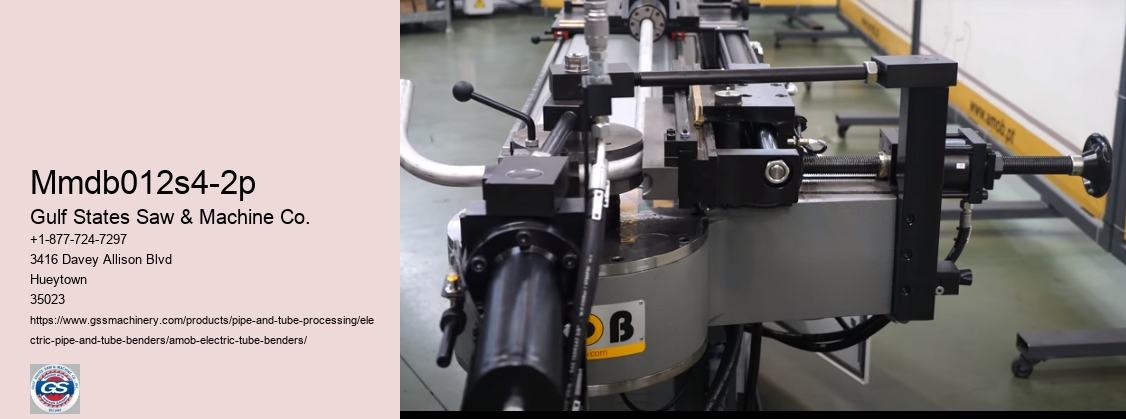 Mmdb012s4-2p
Gulf States Saw & Machine Co.
+1-877-724-7297
3416 Davey Allison Blvd
Hueytown
35023
https://www.gssmachinery.com/products/pipe-and-tube-processing/ele
ctric-pipe-and-tube-benders/amob-electric-tube-benders/
GS
www.amob.pt
OB
.com